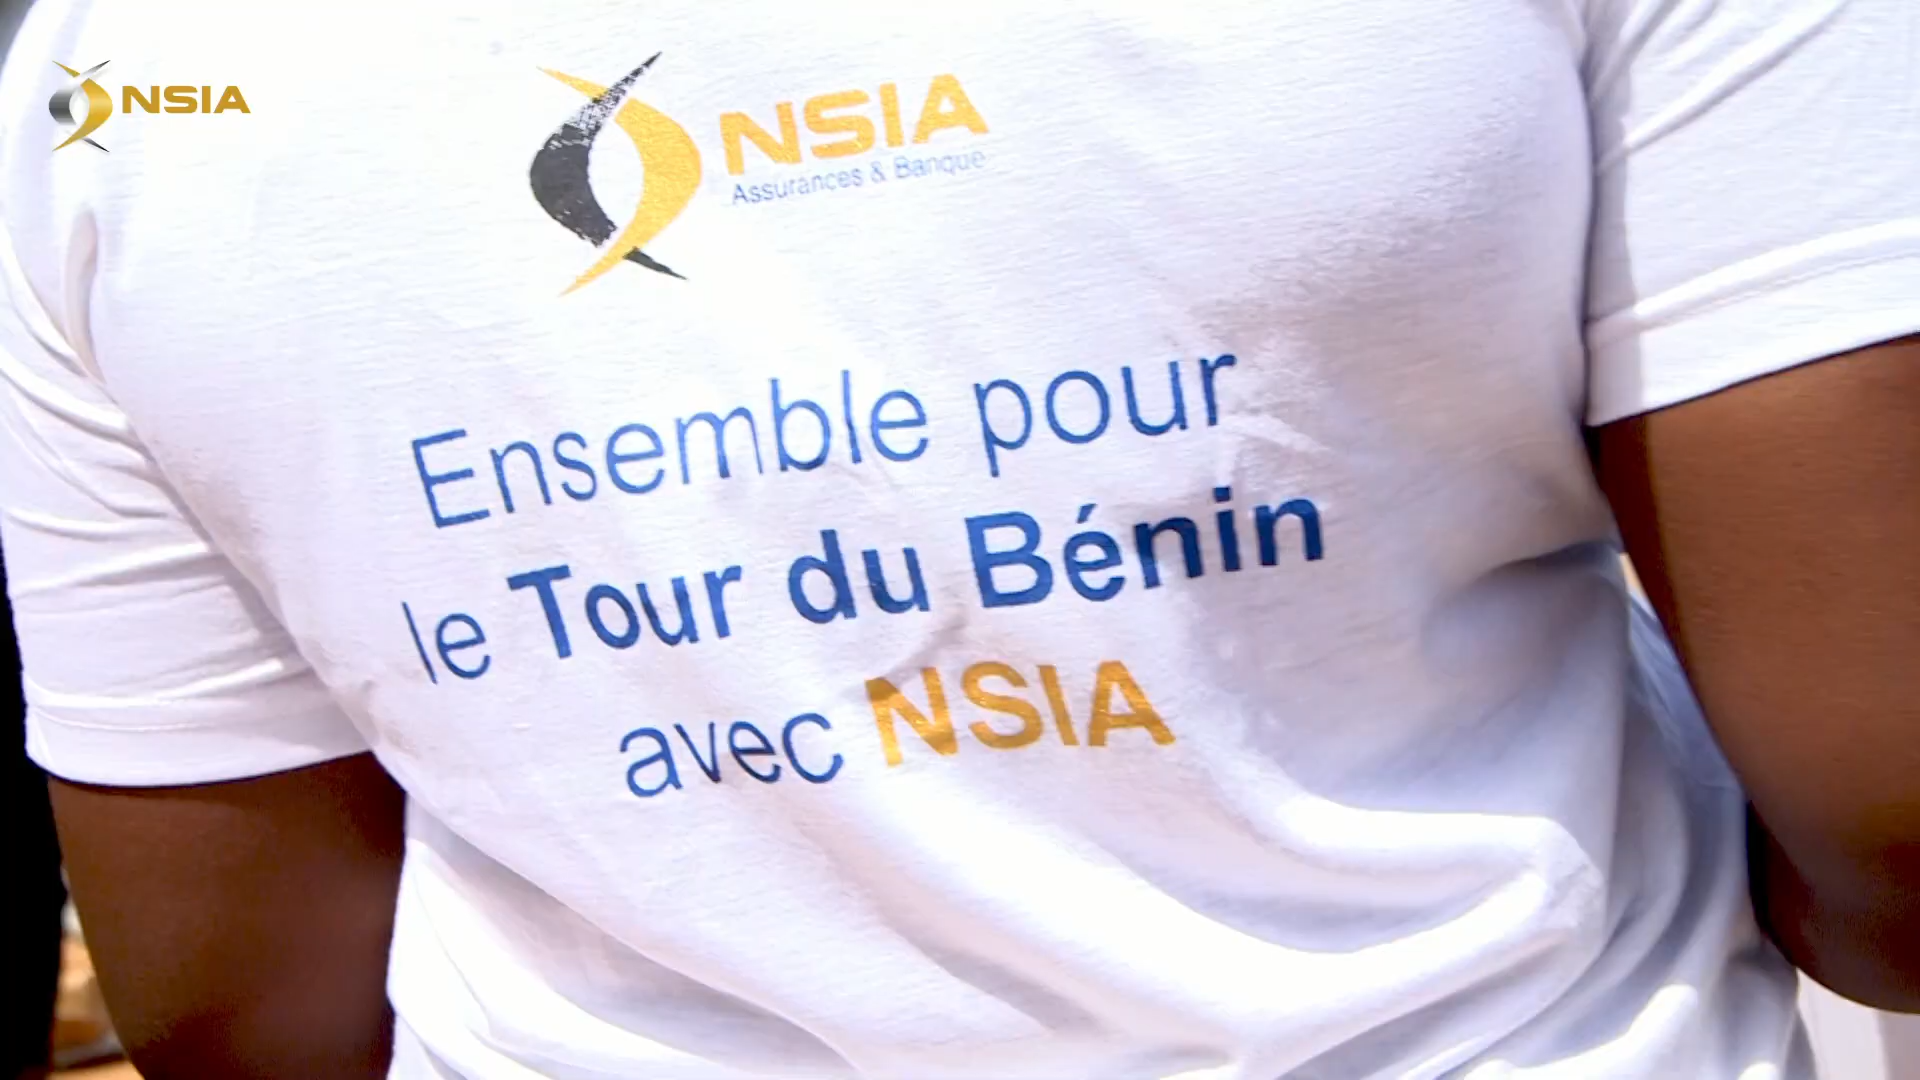 NSIA
NSIA
Assurances & Banque
Ensemble pour
le Tour du Bénin
avec NSIA